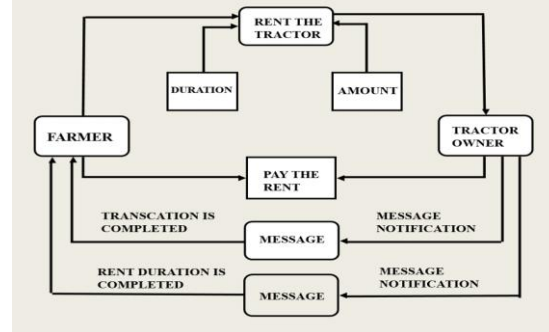 RENT THE
TRACTOR
DURATION
AMOUNT
FARMER
TRACTOR
OWNER
PAY THE
RENT
TRANSCATION IS
COMPLETED
MESSAGE
MESSAGE
NOTIFICATION
RENT DURATION IS
COMPLETED
MESSAGE
MESSAGE
NOTIFICATION